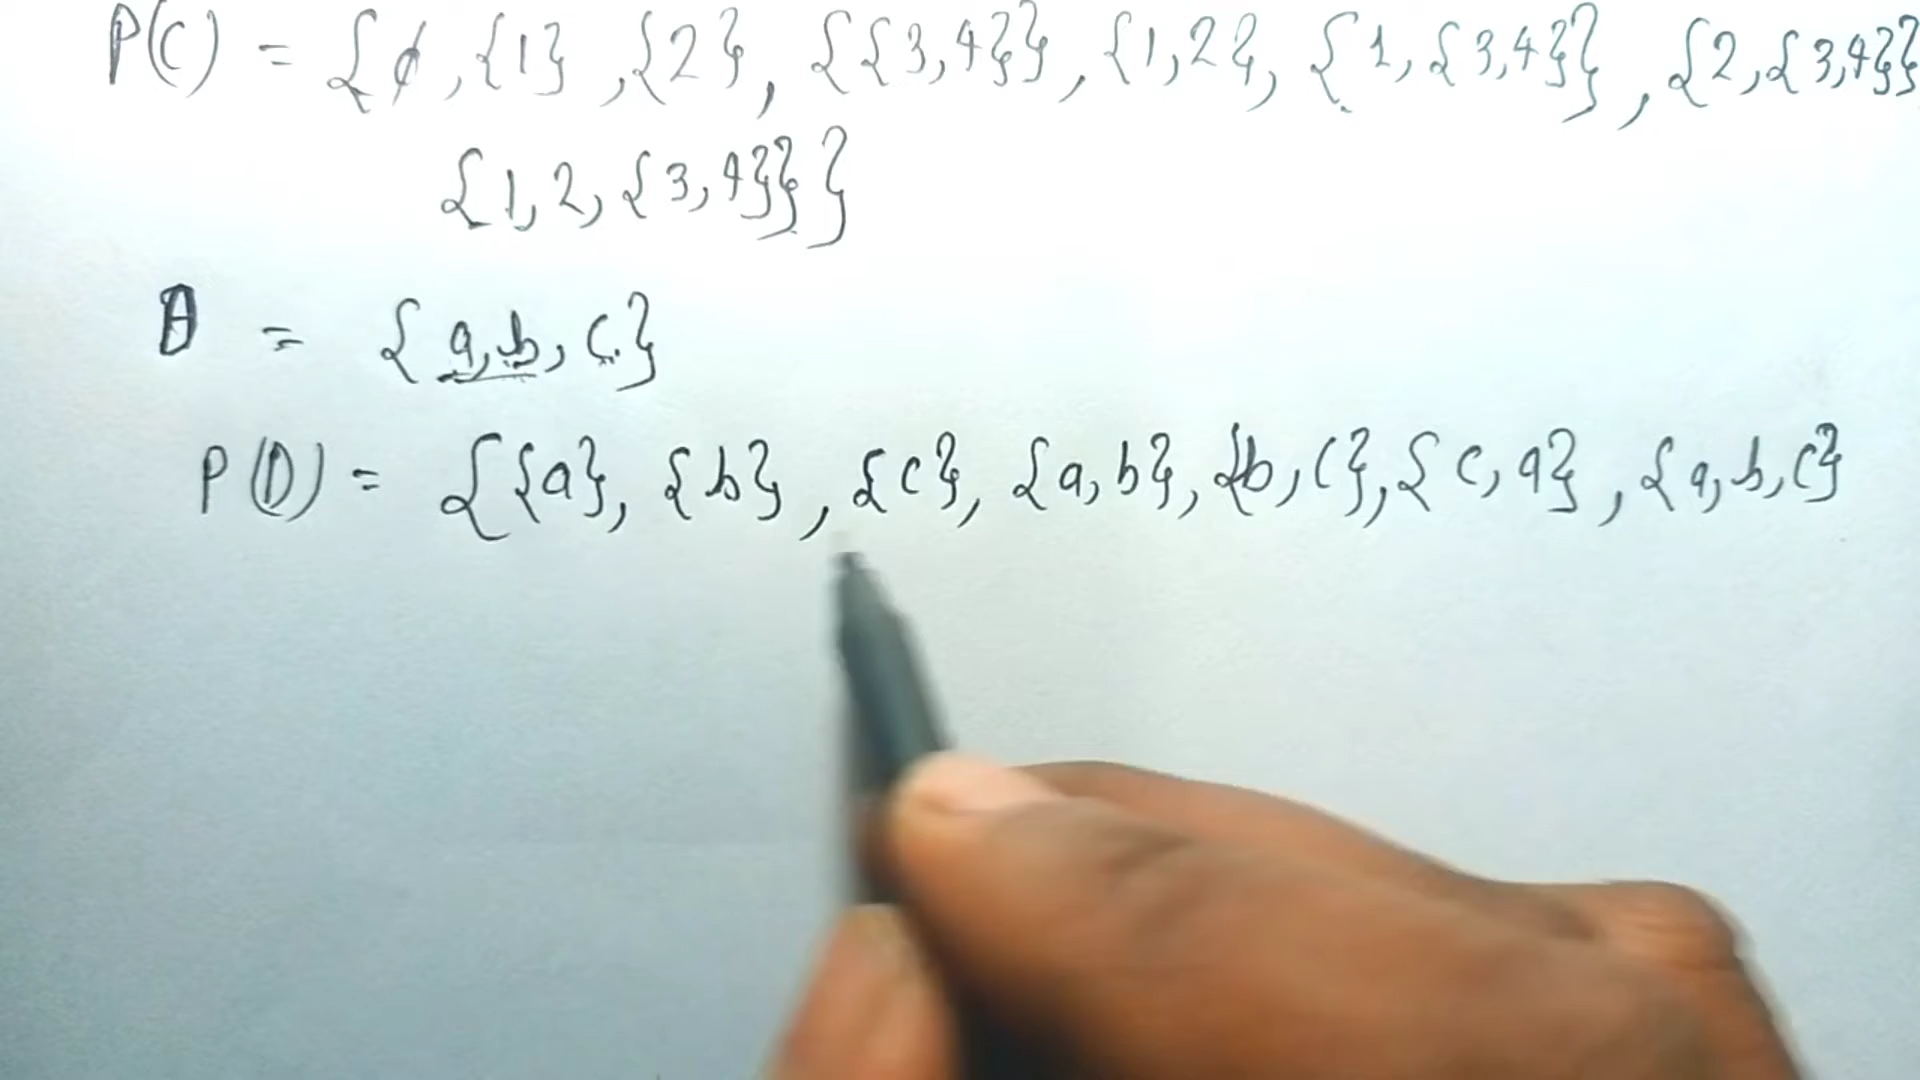 P(C) = {ϕ, {1}, {2}, {{3,4}}, {1,2}, {1, {3,4}}, {2, {3,4}}
{1, 2, {3,4}}}
D = {a, b, c}
P(D) = {{a}, {b}, {c}, {a, b}, {b, c}, {c, a}, {a, b, c}